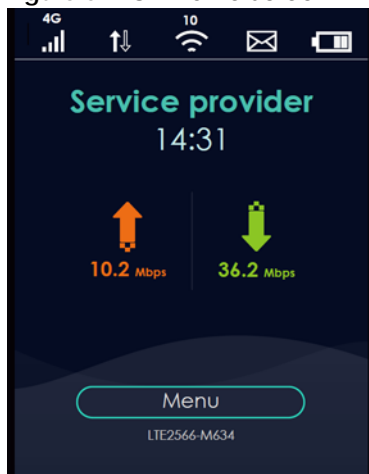 4G 10
Service provider
14:31
10.2 Mbps 36.2 Mbps
Menu
LTE2566-M634